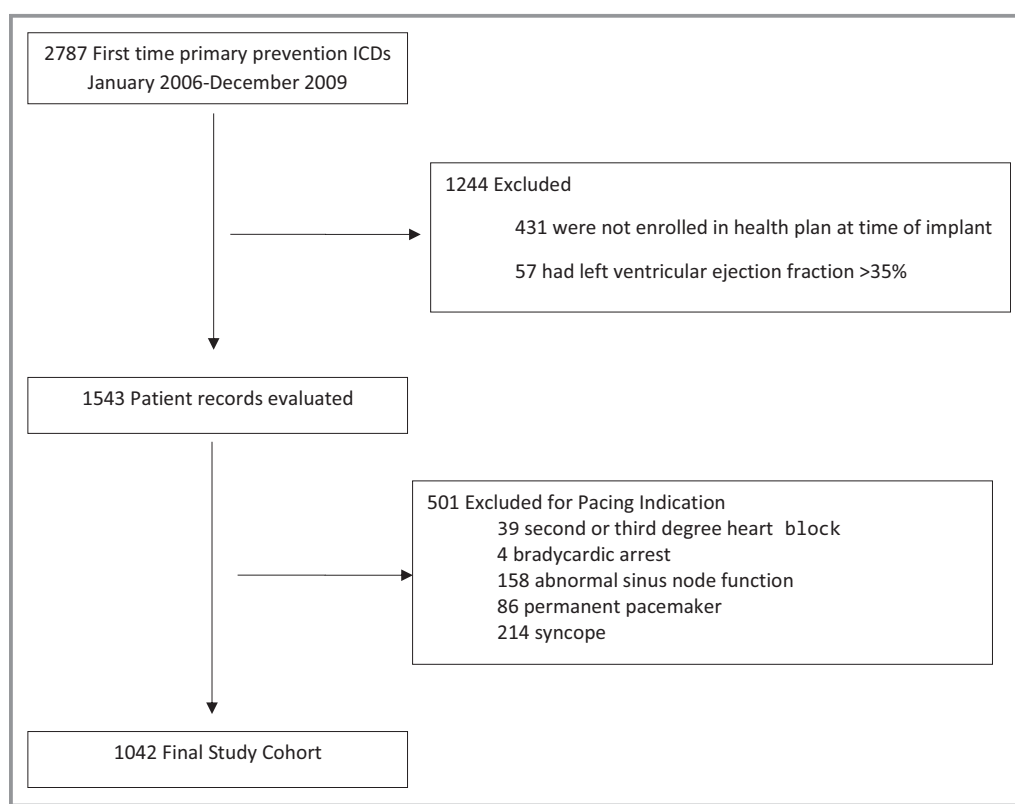 2787 First time primary prevention ICDs
January 2006-December 2009
1244 Excluded
431 were not enrolled in health plan at time of implant
57 had left ventricular ejection fraction >35%
1543 Patient records evaluated
501 Excluded for Pacing Indication
39 second or third degree heart block
4 bradycardic arrest
158 abnormal sinus node function
86 permanent pacemaker
214 syncope
1042 Final Study Cohort